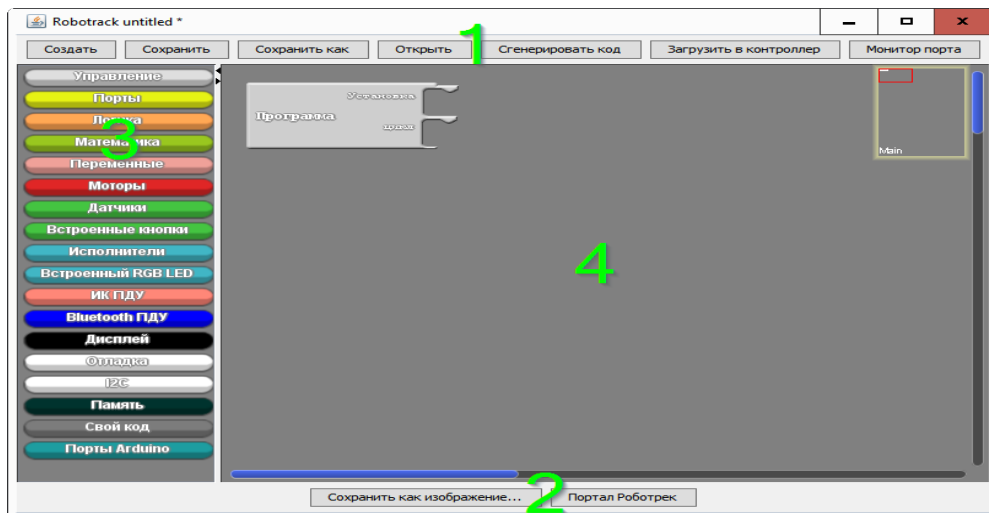 Robotrack untitled *
Создать Сохранить Сохранить как Открыть Сгенерировать код Загрузить в контроллер Монитор порта
1
Управление
Порты
Логика
Математика
3
Переменные
Моторы
Датчики
Встроенные кнопки
Исполнители
Встроенный RGB LED
ИК ПДУ
Bluetooth ПДУ
Дисплей
Отладка
I2C
Память
Свой код
Порты Arduino
Установка
Программа
цикл
4
Main
Сохранить как изображение... Портал Роботрек
2